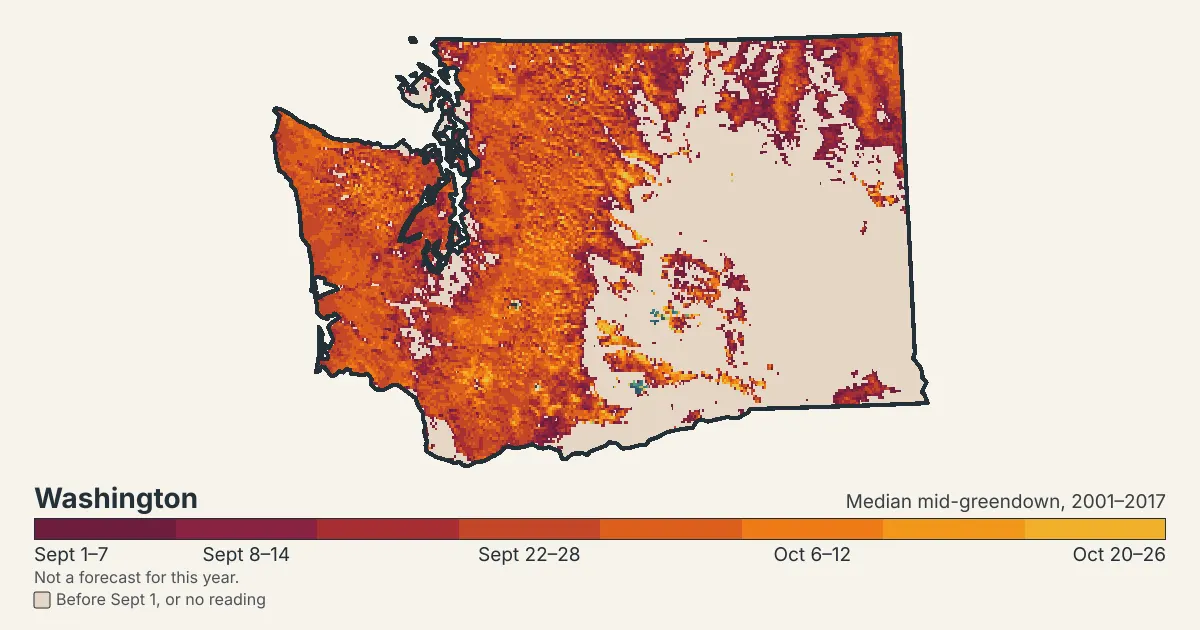 Washington
Median mid-greendown, 2001–2017
Sept 1–7 Sept 8–14 Sept 22–28 Oct 6–12 Oct 20–26
Not a forecast for this year.
Before Sept 1, or no reading